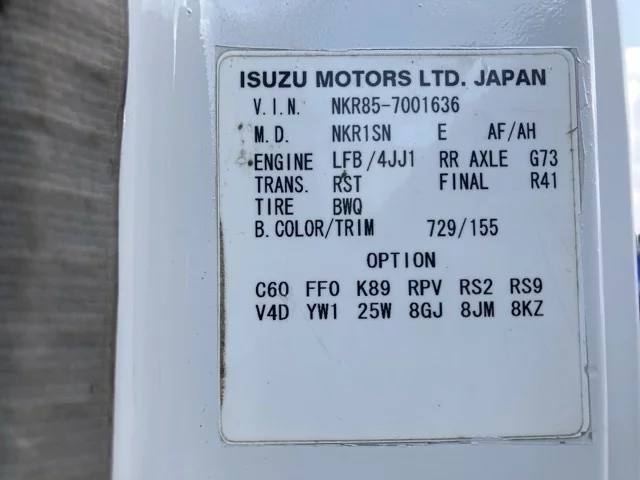 ISUZU MOTORS LTD. JAPAN
V.I.N. NKR85-7001636
M.D. NKR1SN E AF/AH
ENGINE LFB/4JJ1 RR AXLE G73
TRANS. RST FINAL R41
TIRE BWQ
B.COLOR/TRIM 729/155
OPTION
C60 FF0 K89 RPV RS2 RS9
V4D YW1 25W 8GJ 8JM 8KZ